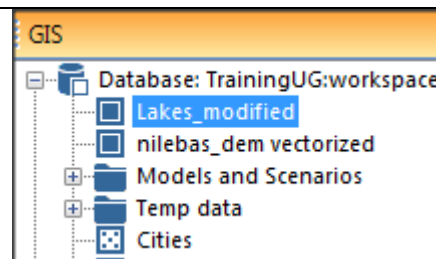 GIS
Database: TrainingUG:workspace
Lakes_modified
nilebas_dem vectorized
Models and Scenarios
Temp data
Cities